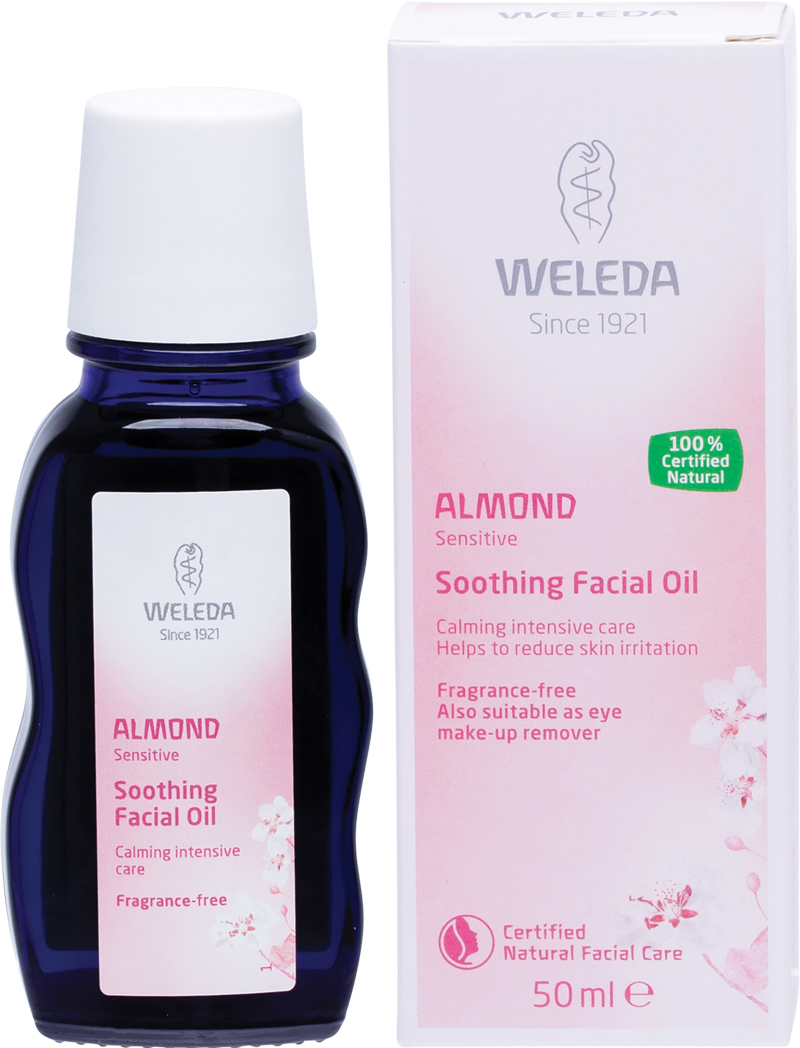 WELEDA
Since 1921
ALMOND
Sensitive
Soothing
Facial Oil
Calming intensive
care
Fragrance-free
1
WELEDA
WELEDA
Since 1921
100 %
Certified
Natural
ALMOND
Sensitive
Soothing Facial Oil
Calming intensive care
Helps to reduce skin irritation
Fragrance-free
Also suitable as eye
make-up remover
Certified
Natural Facial Care
50 ml ℮